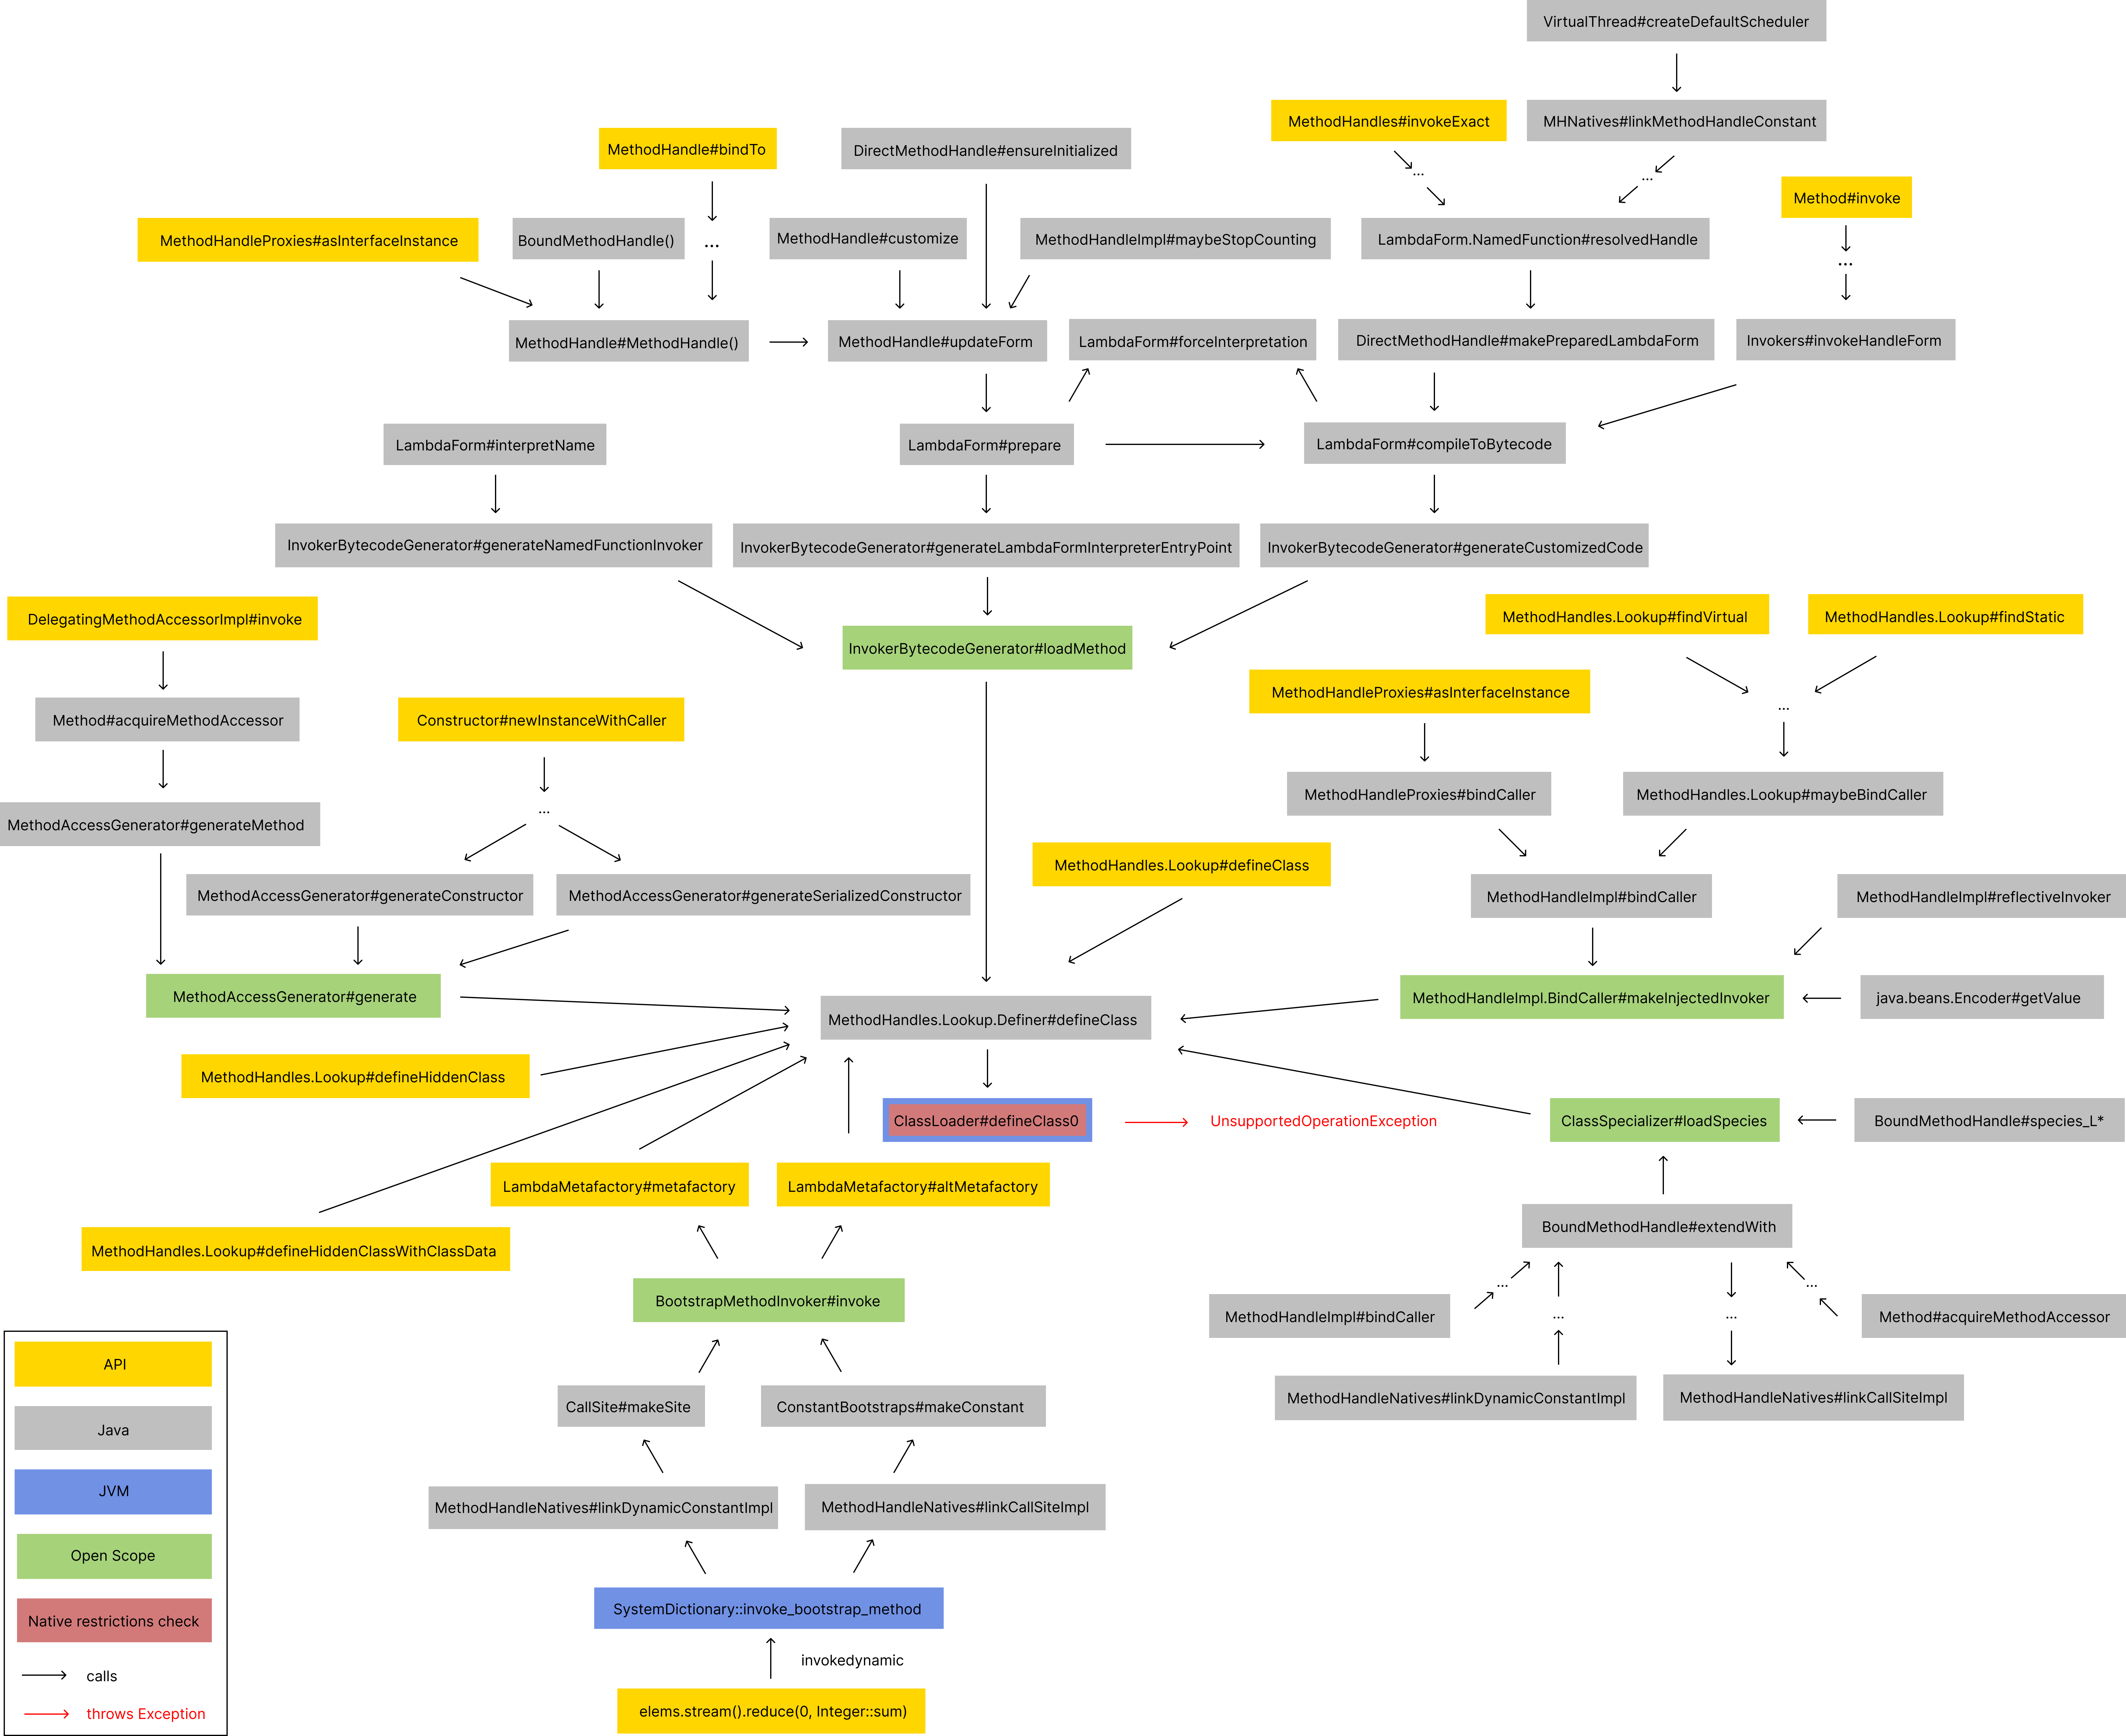 VirtualThread#createDefaultScheduler
MethodHandles#invokeExact
MHNatives#linkMethodHandleConstant
MethodHandle#bindTo
DirectMethodHandle#ensureInitialized
...
...
Method#invoke
MethodHandleProxies#asInterfaceInstance
BoundMethodHandle()
...
MethodHandle#customize
MethodHandleImpl#maybeStopCounting
LambdaForm.NamedFunction#resolvedHandle
...
MethodHandle#MethodHandle()
MethodHandle#updateForm
LambdaForm#forceInterpretation
DirectMethodHandle#makePreparedLambdaForm
Invokers#invokeHandleForm
LambdaForm#interpretName
LambdaForm#prepare
LambdaForm#compileToBytecode
InvokerBytecodeGenerator#generateNamedFunctionInvoker
InvokerBytecodeGenerator#generateLambdaFormInterpreterEntryPoint
InvokerBytecodeGenerator#generateCustomizedCode
DelegatingMethodAccessorImpl#invoke
InvokerBytecodeGenerator#loadMethod
MethodHandles.Lookup#findVirtual
MethodHandles.Lookup#findStatic
Method#acquireMethodAccessor
Constructor#newInstanceWithCaller
MethodHandleProxies#asInterfaceInstance
...
MethodAccessGenerator#generateMethod
...
MethodHandleProxies#bindCaller
MethodHandles.Lookup#maybeBindCaller
MethodAccessGenerator#generateConstructor
MethodAccessGenerator#generateSerializedConstructor
MethodHandles.Lookup#defineClass
MethodHandleImpl#bindCaller
MethodHandleImpl#reflectiveInvoker
MethodAccessGenerator#generate
MethodHandles.Lookup.Definer#defineClass
MethodHandleImpl.BindCaller#makeInjectedInvoker
java.beans.Encoder#getValue
MethodHandles.Lookup#defineHiddenClass
ClassLoader#defineClass0
UnsupportedOperationException
ClassSpecializer#loadSpecies
BoundMethodHandle#species_L*
LambdaMetafactory#metafactory
LambdaMetafactory#altMetafactory
MethodHandles.Lookup#defineHiddenClassWithClassData
BoundMethodHandle#extendWith
BootstrapMethodInvoker#invoke
...
...
MethodHandleImpl#bindCaller
...
...
Method#acquireMethodAccessor
CallSite#makeSite
ConstantBootstraps#makeConstant
MethodHandleNatives#linkDynamicConstantImpl
MethodHandleNatives#linkCallSiteImpl
MethodHandleNatives#linkDynamicConstantImpl
MethodHandleNatives#linkCallSiteImpl
SystemDictionary::invoke_bootstrap_method
invokedynamic
elems.stream().reduce(0, Integer::sum)
API
Java
JVM
Open Scope
Native restrictions check
calls
throws Exception